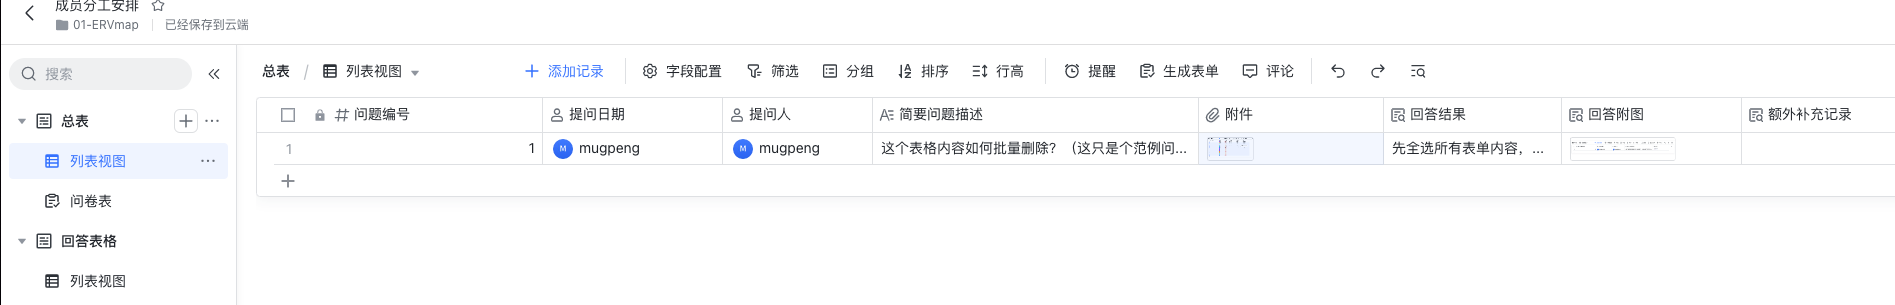 成员分工安排
01-ERVmap 已经保存到云端
搜索
总表
列表视图
问卷表
回答表格
列表视图
总表 / 列表视图 添加记录 字段配置 筛选 分组 排序 行高 提醒 生成表单 评论
问题编号 提问日期 提问人 简要问题描述 附件 回答结果 回答附图 额外补充记录
1 1 M mugpeng M mugpeng 这个表格内容如何批量删除？（这只是个范例问... 先全选所有表单内容，...